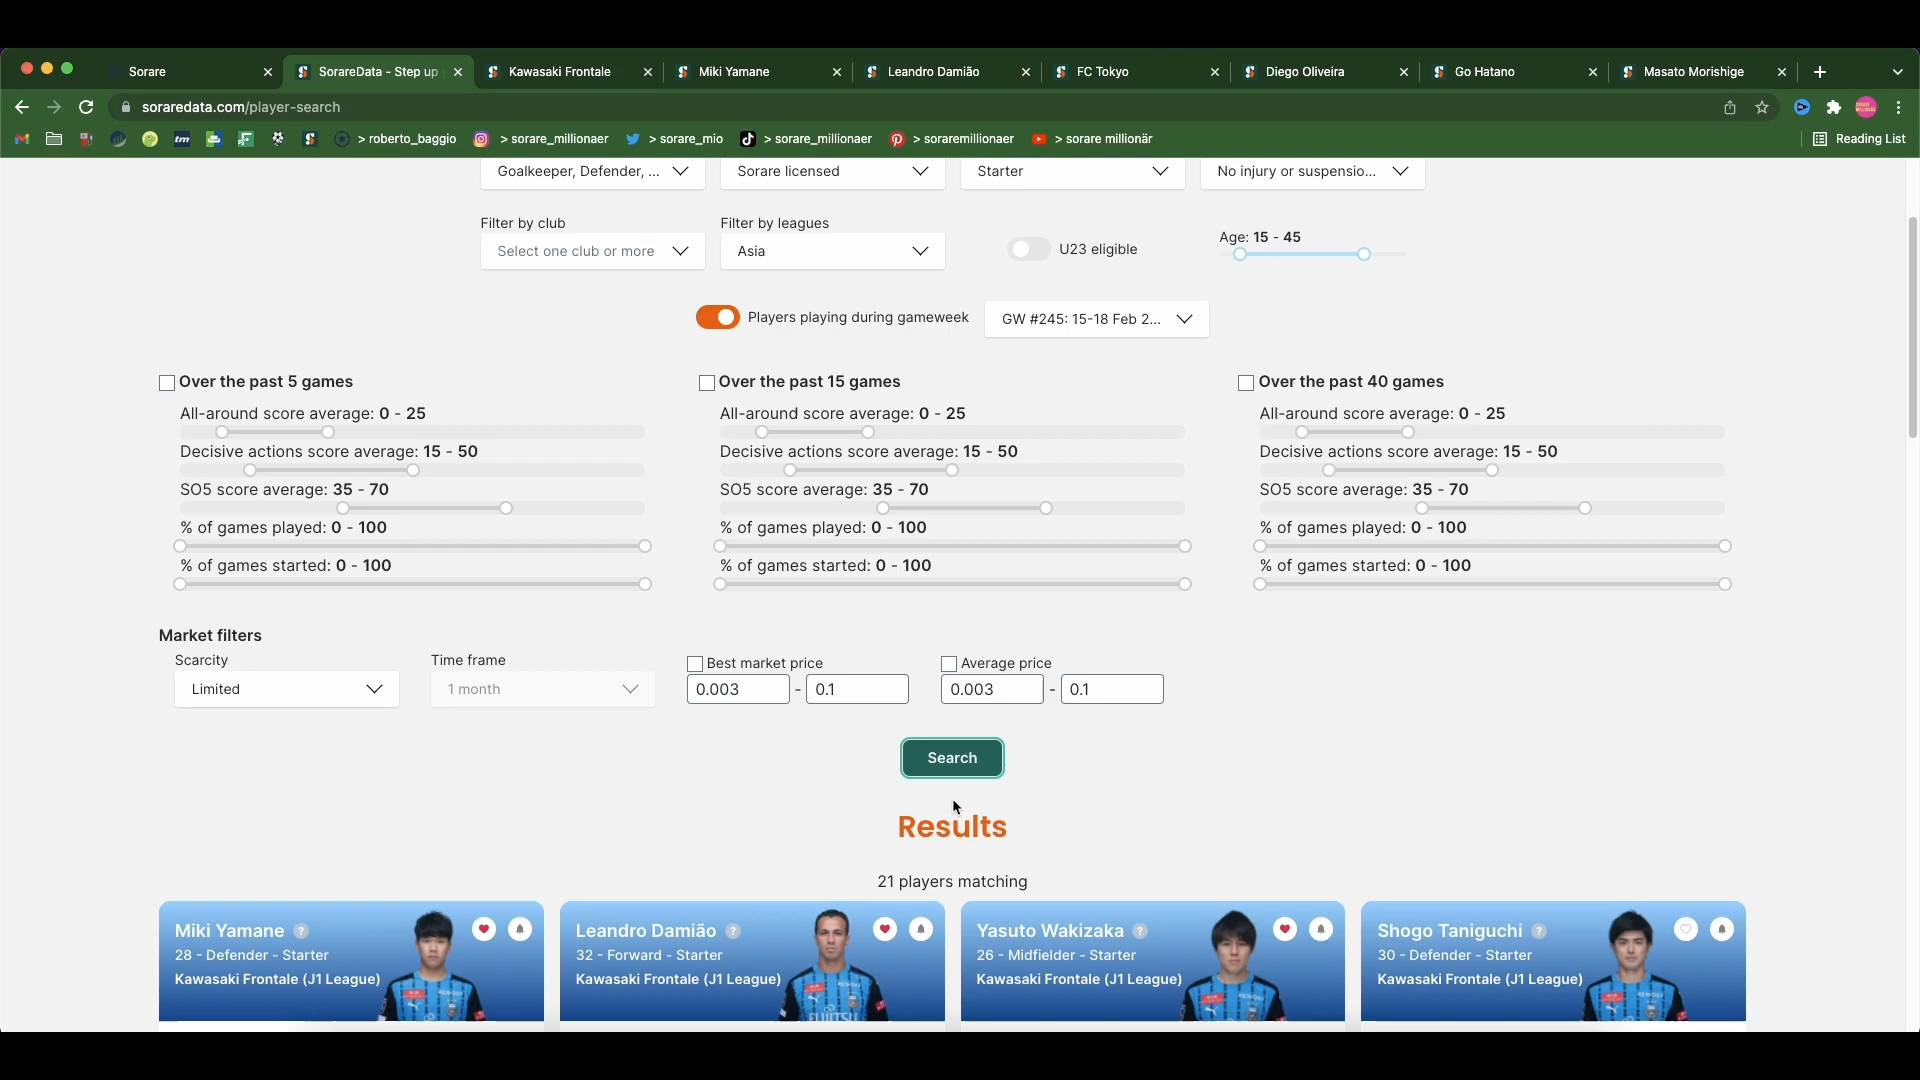 Sorare
SorareData - Step up
Kawasaki Frontale
Miki Yamane
Leandro Damião
FC Tokyo
Diego Oliveira
Go Hatano
Masato Morishige
soraredata.com/player-search
> roberto_baggio
> sorare_millionaer
> sorare_mio
> sorare_millionaer
> soraremillionaer
> sorare millionär
Reading List
Goalkeeper, Defender, ...
Sorare licensed
Starter
No injury or suspensio...
Filter by club
Filter by leagues
Select one club or more
Asia
U23 eligible
Age: 15 - 45
Players playing during gameweek
GW #245: 15-18 Feb 2...
Over the past 5 games
All-around score average: 0 - 25
Decisive actions score average: 15 - 50
SO5 score average: 35 - 70
% of games played: 0 - 100
% of games started: 0 - 100
Over the past 15 games
All-around score average: 0 - 25
Decisive actions score average: 15 - 50
SO5 score average: 35 - 70
% of games played: 0 - 100
% of games started: 0 - 100
Over the past 40 games
All-around score average: 0 - 25
Decisive actions score average: 15 - 50
SO5 score average: 35 - 70
% of games played: 0 - 100
% of games started: 0 - 100
Market filters
Scarcity
Limited
Time frame
1 month
Best market price
0.003 - 0.1
Average price
0.003 - 0.1
Search
Results
21 players matching
Miki Yamane ?
28 - Defender - Starter
Kawasaki Frontale (J1 League)
Leandro Damião ?
32 - Forward - Starter
Kawasaki Frontale (J1 League)
FUJITSU
Yasuto Wakizaka ?
26 - Midfielder - Starter
Kawasaki Frontale (J1 League)
Shogo Taniguchi ?
30 - Defender - Starter
Kawasaki Frontale (J1 League)